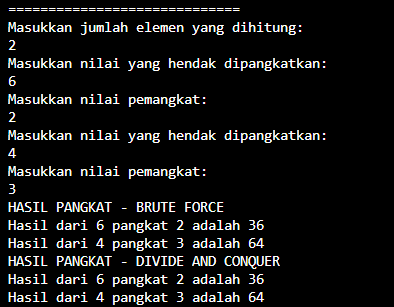 =============================
Masukkan jumlah elemen yang dihitung:
2
Masukkan nilai yang hendak dipangkatkan:
6
Masukkan nilai pemangkat:
2
Masukkan nilai yang hendak dipangkatkan:
4
Masukkan nilai pemangkat:
3
HASIL PANGKAT - BRUTE FORCE
Hasil dari 6 pangkat 2 adalah 36
Hasil dari 4 pangkat 3 adalah 64
HASIL PANGKAT - DIVIDE AND CONQUER
Hasil dari 6 pangkat 2 adalah 36
Hasil dari 4 pangkat 3 adalah 64